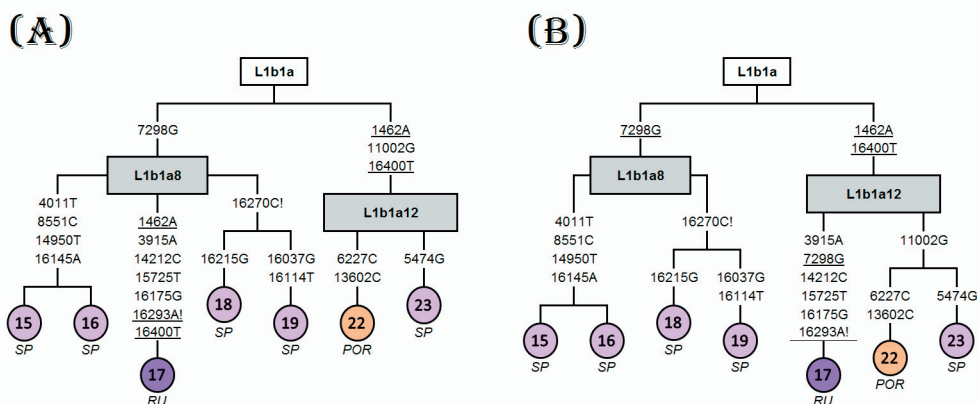 (A)
L1b1a
7298G
1462A
11002G
16400T
L1b1a8
L1b1a12
4011T
8551C
14950T
16145A
1462A
3915A
14212C
15725T
16175G
16293A!
16400T
16270C!
16215G
16037G
16114T
6227C
13602C
5474G
15
SP
16
SP
17
RU
18
SP
19
SP
22
POR
23
SP
(B)
L1b1a
7298G
1462A
16400T
L1b1a8
L1b1a12
4011T
8551C
14950T
16145A
16270C!
16215G
16037G
16114T
3915A
7298G
14212C
15725T
16175G
16293A!
11002G
6227C
13602C
5474G
15
SP
16
SP
18
SP
19
SP
17
RU
22
POR
23
SP